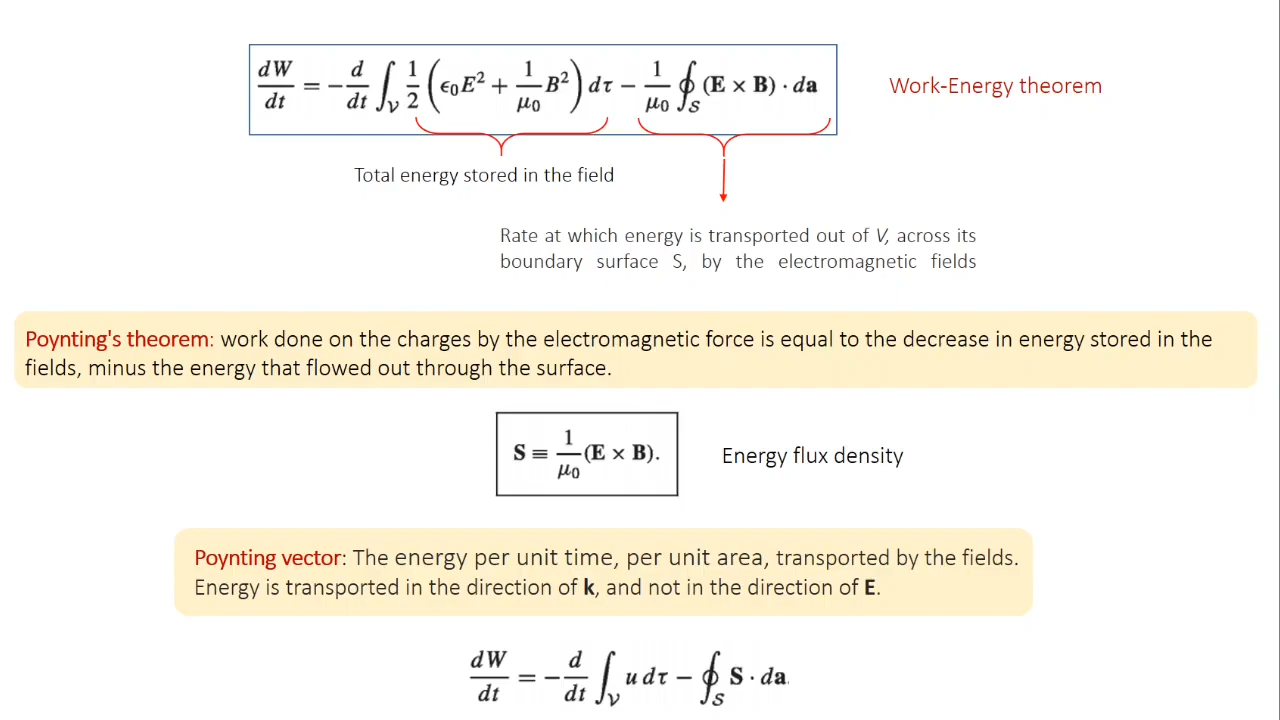 dW/dt = −d/dt ∫_𝒱 1/2 (ϵ₀E² + 1/μ₀ B²) dτ − 1/μ₀ ∮_𝒮 (𝐄 × 𝐁) · d𝐚
Work-Energy theorem
Total energy stored in the field
Rate at which energy is transported out of V, across its
boundary surface S, by the electromagnetic fields
Poynting's theorem: work done on the charges by the electromagnetic force is equal to the decrease in energy stored in the
fields, minus the energy that flowed out through the surface.
𝐒 ≡ 1/μ₀ (𝐄 × 𝐁).
Energy flux density
Poynting vector: The energy per unit time, per unit area, transported by the fields.
Energy is transported in the direction of k, and not in the direction of E.
dW/dt = −d/dt ∫_𝒱 u dτ − ∮_𝒮 𝐒 · d𝐚.